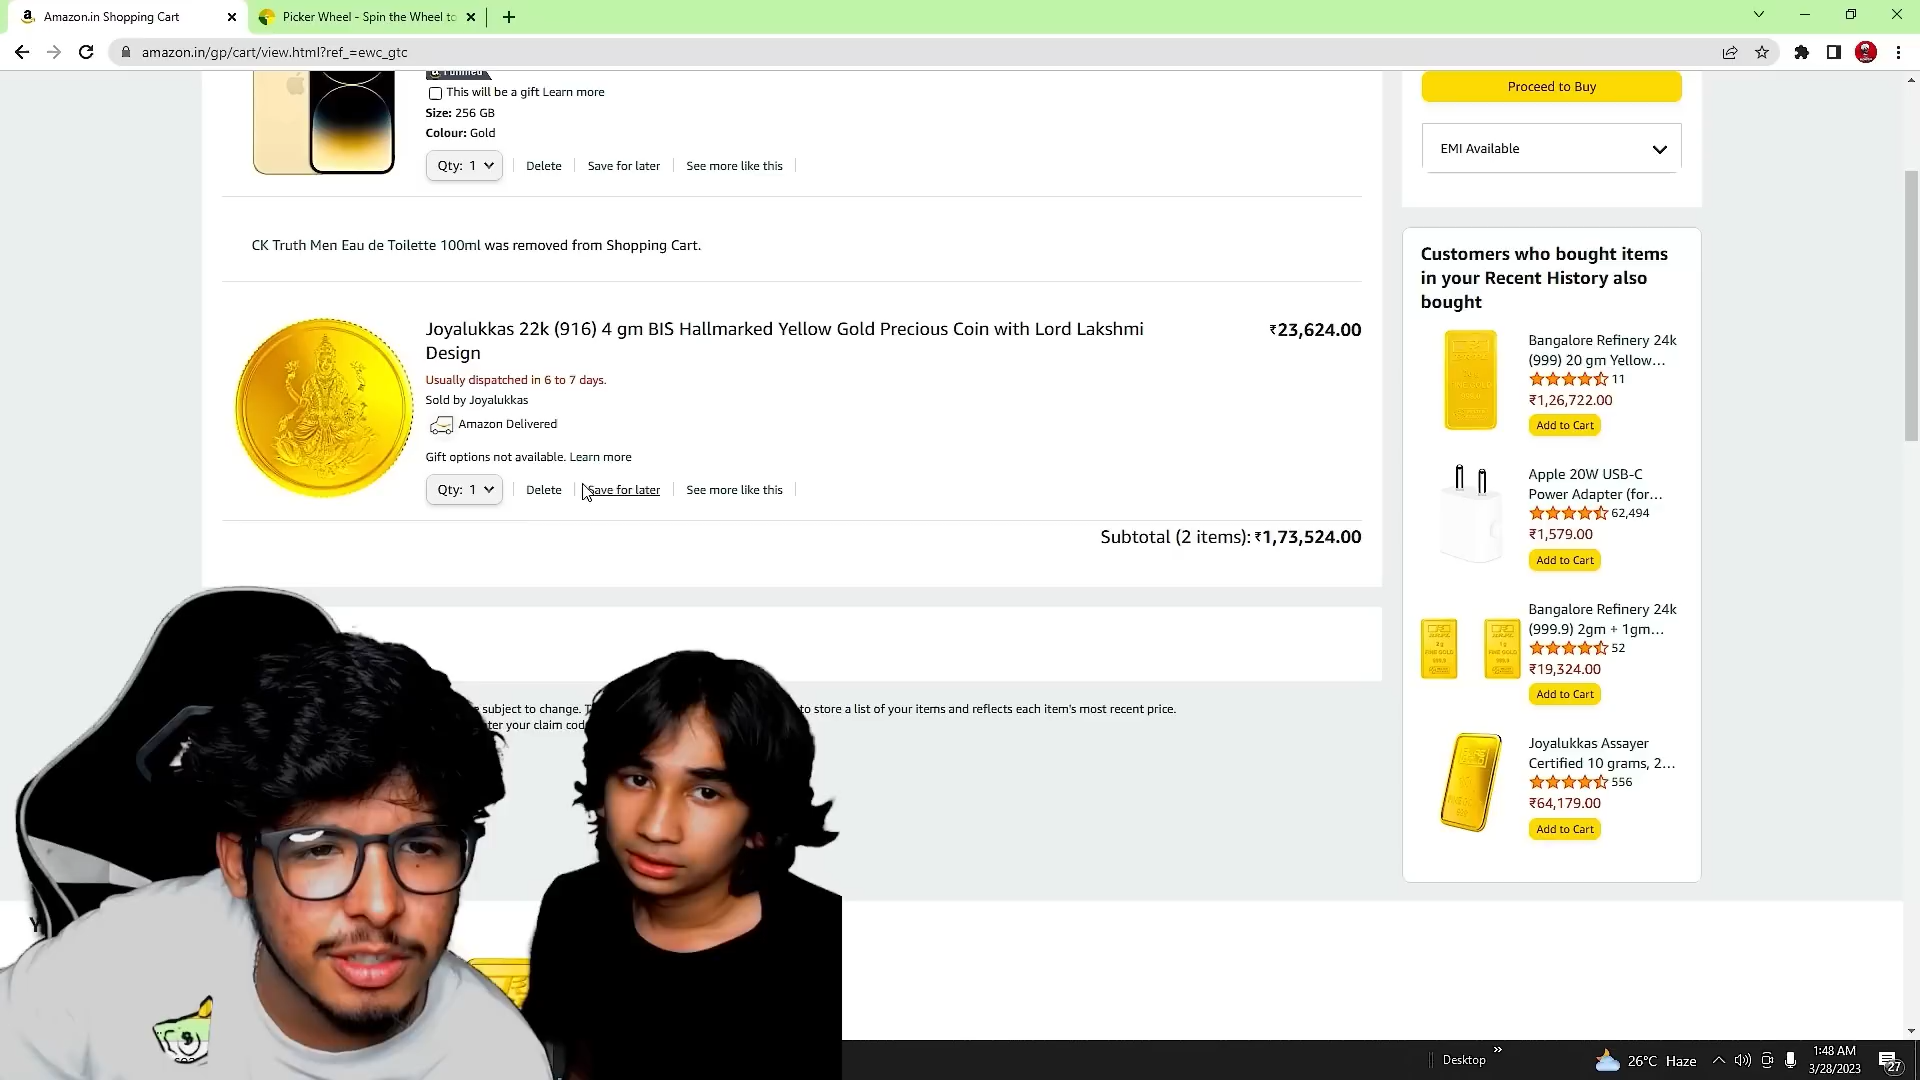 Amazon.in Shopping Cart
Picker Wheel - Spin the Wheel to
amazon.in/gp/cart/view.html?ref_=ewc_gtc
This will be a gift Learn more
Size: 256 GB
Colour: Gold
Qty: 1
Delete
Save for later
See more like this
Proceed to Buy
EMI Available
CK Truth Men Eau de Toilette 100ml was removed from Shopping Cart.
Joyalukkas 22k (916) 4 gm BIS Hallmarked Yellow Gold Precious Coin with Lord Lakshmi
Design
₹23,624.00
Usually dispatched in 6 to 7 days.
Sold by Joyalukkas
Amazon Delivered
Gift options not available. Learn more
Qty: 1
Delete
Save for later
See more like this
Subtotal (2 items): ₹1,73,524.00
Customers who bought items
in your Recent History also
bought
Bangalore Refinery 24k
(999) 20 gm Yellow...
11
₹1,26,722.00
Add to Cart
Apple 20W USB-C
Power Adapter (for...
62,494
₹1,579.00
Add to Cart
Bangalore Refinery 24k
(999.9) 2gm + 1gm...
52
₹19,324.00
Add to Cart
Joyalukkas Assayer
Certified 10 grams, 2...
556
₹64,179.00
Add to Cart
subject to change.
to store a list of your items and reflects each item's most recent price.
your claim
Desktop
26°C Haze
1:48 AM
3/28/2023
27